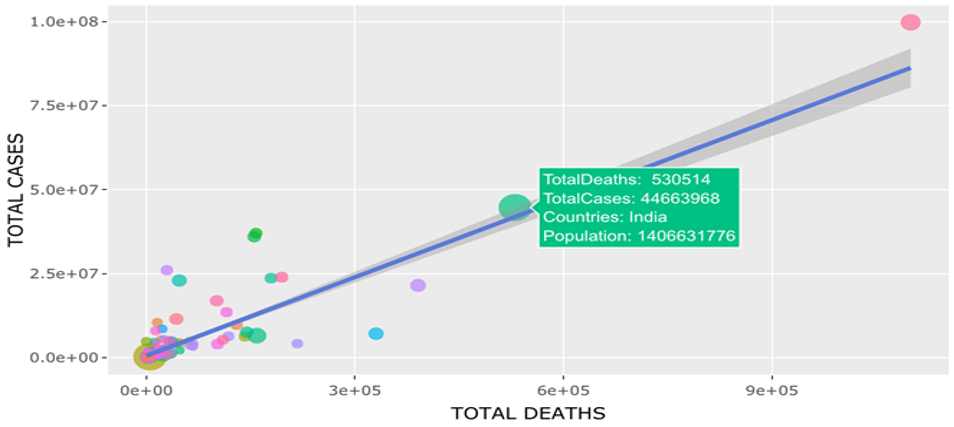 1.0e+08
7.5e+07
5.0e+07
2.5e+07
0.0e+00
TOTAL CASES
TotalDeaths: 530514
TotalCases: 44663968
Countries: India
Population: 1406631776
0e+00 3e+05 6e+05 9e+05
TOTAL DEATHS